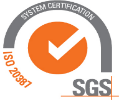 SYSTEM CERTIFICATION
ISO 20387
SGS